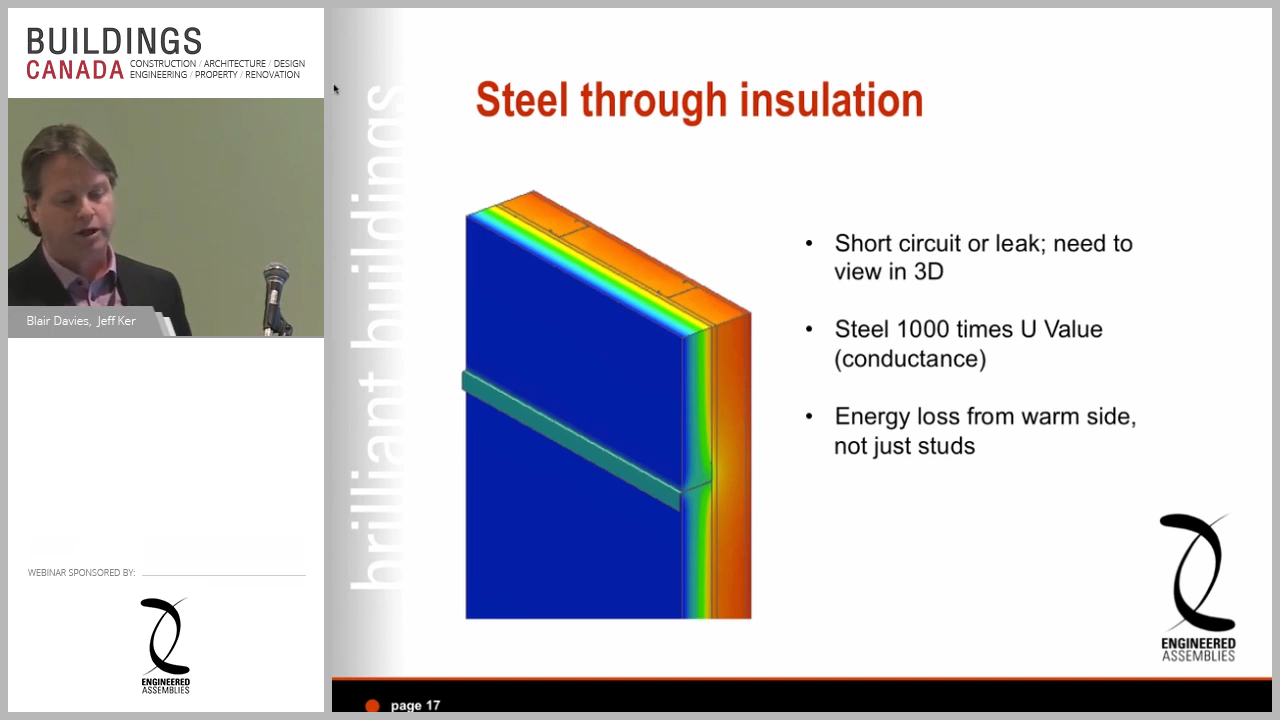 BUILDINGS
CANADA CONSTRUCTION / ARCHITECTURE / DESIGN
ENGINEERING / PROPERTY / RENOVATION
Blair Davies, Jeff Ker
WEBINAR SPONSORED BY:
ENGINEERED
ASSEMBLIES
brilliant buildings
Steel through insulation
• Short circuit or leak; need to
view in 3D
• Steel 1000 times U Value
(conductance)
• Energy loss from warm side,
not just studs
ENGINEERED
ASSEMBLIES
page 17